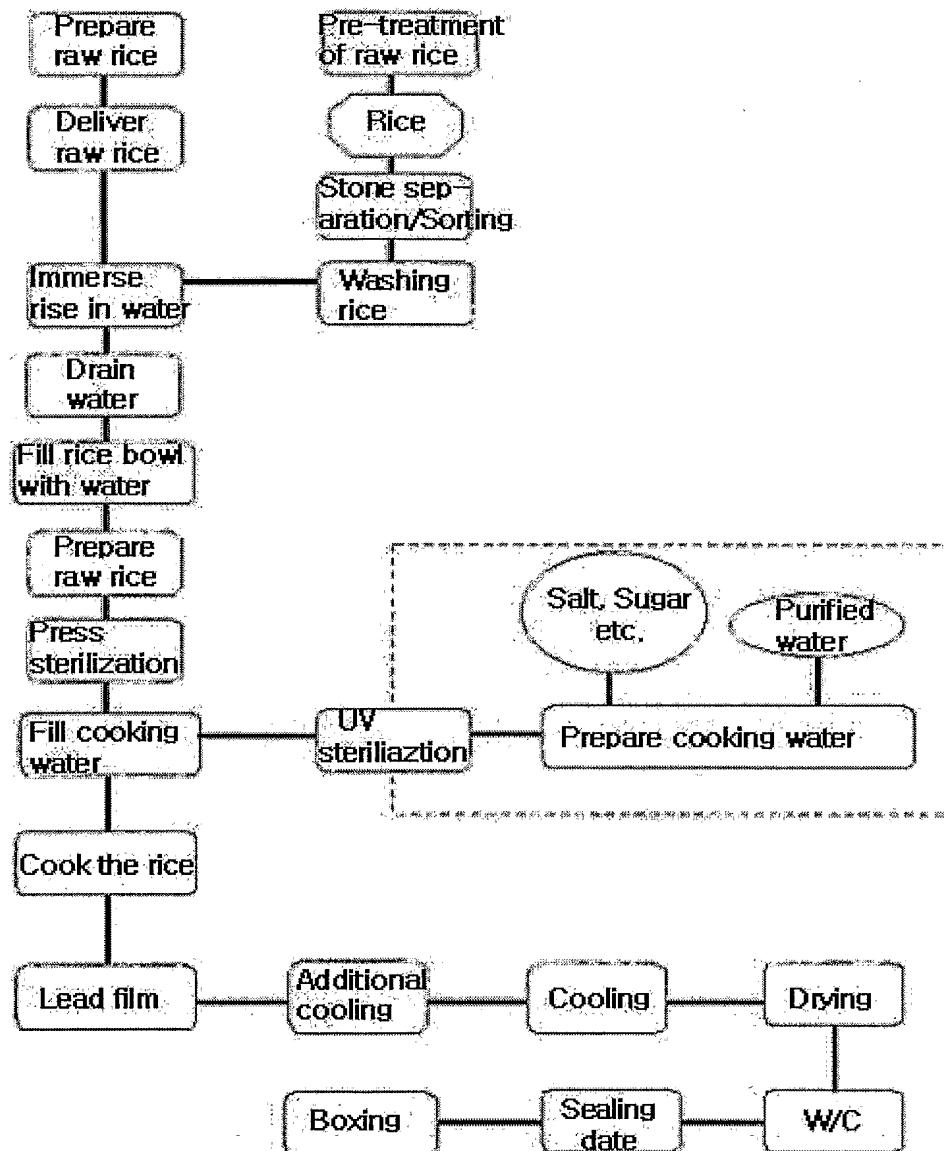 Prepare
raw rice
Pre-treatment
of raw rice
Deliver
raw rice
Rice
Stone sep-
aration/Sorting
Immerse
rise in water
Washing
rice
Drain
water
Fill rice bowl
with water
Prepare
raw rice
Press
sterilization
Salt, Sugar
etc.
Purified
water
Fill cooking
water
UV
steriliaztion
Prepare cooking water
Cook the rice
Lead film
Additional
cooling
Cooling
Drying
Boxing
Sealing
date
W/C